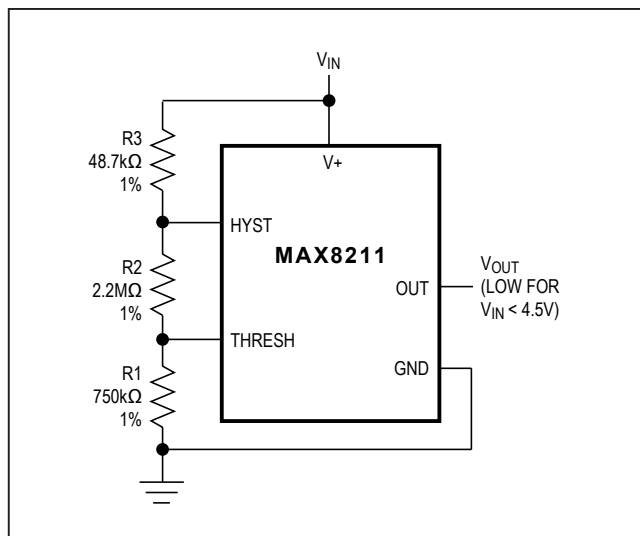 VIN
R3
48.7kΩ
1%
V+
HYST
MAX8211
R2
2.2MΩ
1%
OUT
VOUT
(LOW FOR
VIN < 4.5V)
THRESH
GND
R1
750kΩ
1%